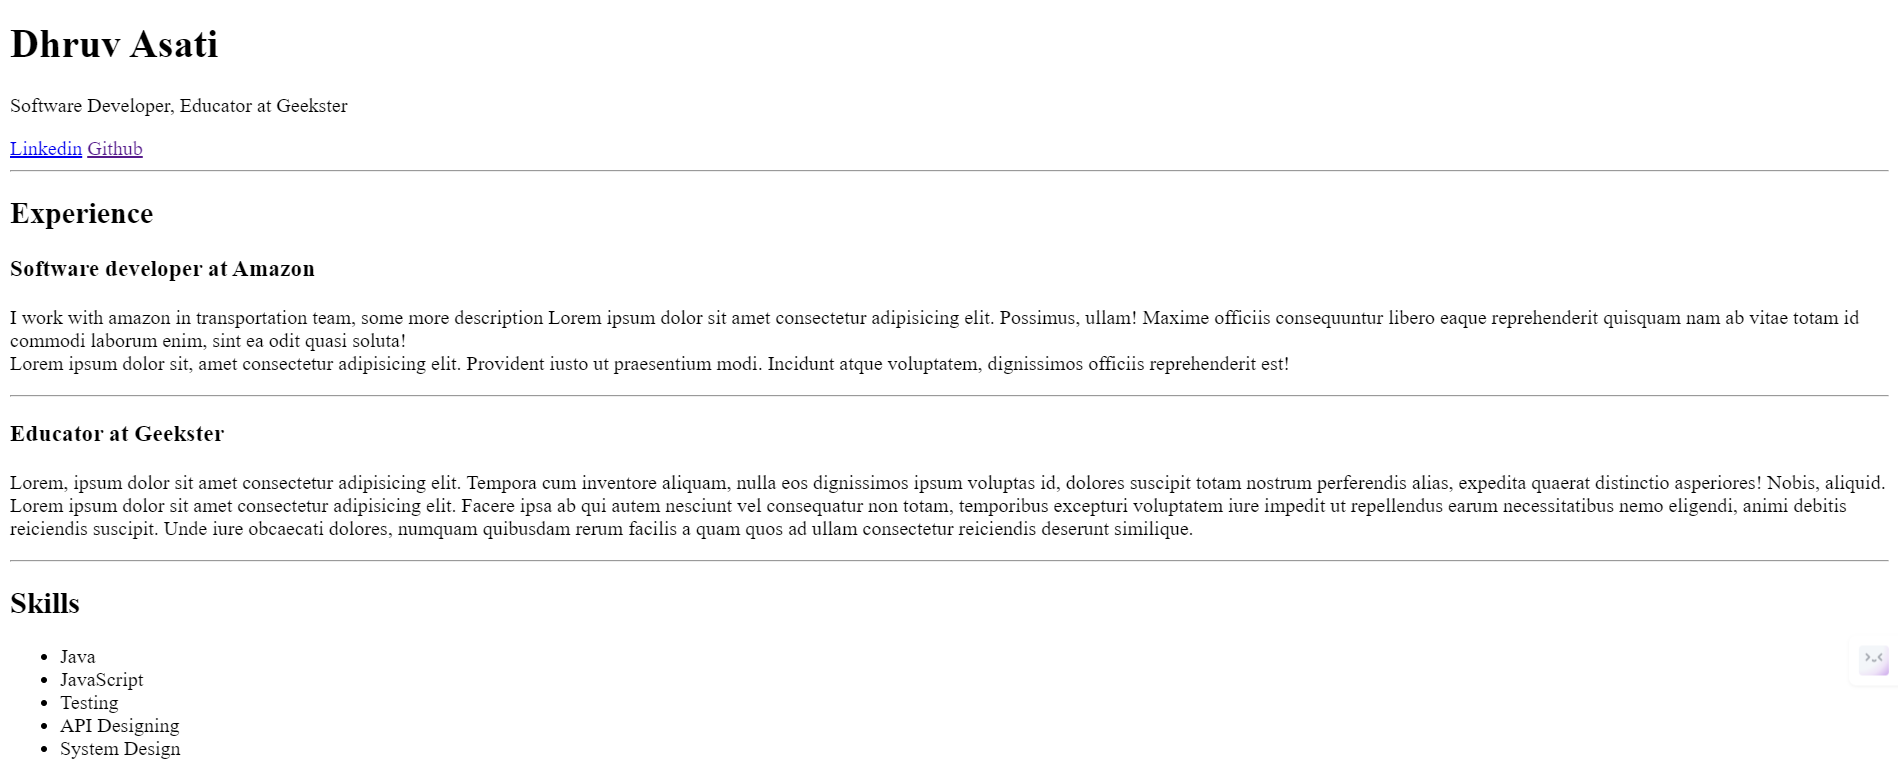 Dhruv Asati
Software Developer, Educator at Geekster
Linkedin Github
Experience
Software developer at Amazon
I work with amazon in transportation team, some more description Lorem ipsum dolor sit amet consectetur adipisicing elit. Possimus, ullam! Maxime officiis consequuntur libero eaque reprehenderit quisquam nam ab vitae totam id
commodi laborum enim, sint ea odit quasi soluta!
Lorem ipsum dolor sit, amet consectetur adipisicing elit. Provident iusto ut praesentium modi. Incidunt atque voluptatem, dignissimos officiis reprehenderit est!
Educator at Geekster
Lorem, ipsum dolor sit amet consectetur adipisicing elit. Tempora cum inventore aliquam, nulla eos dignissimos ipsum voluptas id, dolores suscipit totam nostrum perferendis alias, expedita quaerat distinctio asperiores! Nobis, aliquid.
Lorem ipsum dolor sit amet consectetur adipisicing elit. Facere ipsa ab qui autem nesciunt vel consequatur non totam, temporibus excepturi voluptatem iure impedit ut repellendus earum necessitatibus nemo eligendi, animi debitis
reiciendis suscipit. Unde iure obcaecati dolores, numquam quibusdam rerum facilis a quam quos ad ullam consectetur reiciendis deserunt similique.
Skills
• Java
• JavaScript
• Testing
• API Designing
• System Design